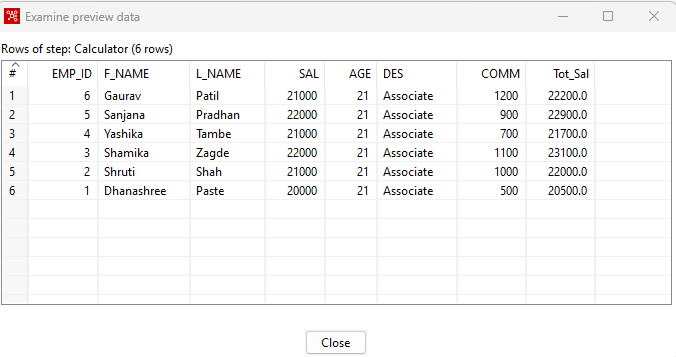 Examine preview data
Rows of step: Calculator (6 rows)
# EMP_ID F_NAME L_NAME SAL AGE DES COMM Tot_Sal
1 6 Gaurav Patil 21000 21 Associate 1200 22200.0
2 5 Sanjana Pradhan 22000 21 Associate 900 22900.0
3 4 Yashika Tambe 21000 21 Associate 700 21700.0
4 3 Shamika Zagde 22000 21 Associate 1100 23100.0
5 2 Shruti Shah 21000 21 Associate 1000 22000.0
6 1 Dhanashree Paste 20000 21 Associate 500 20500.0
Close